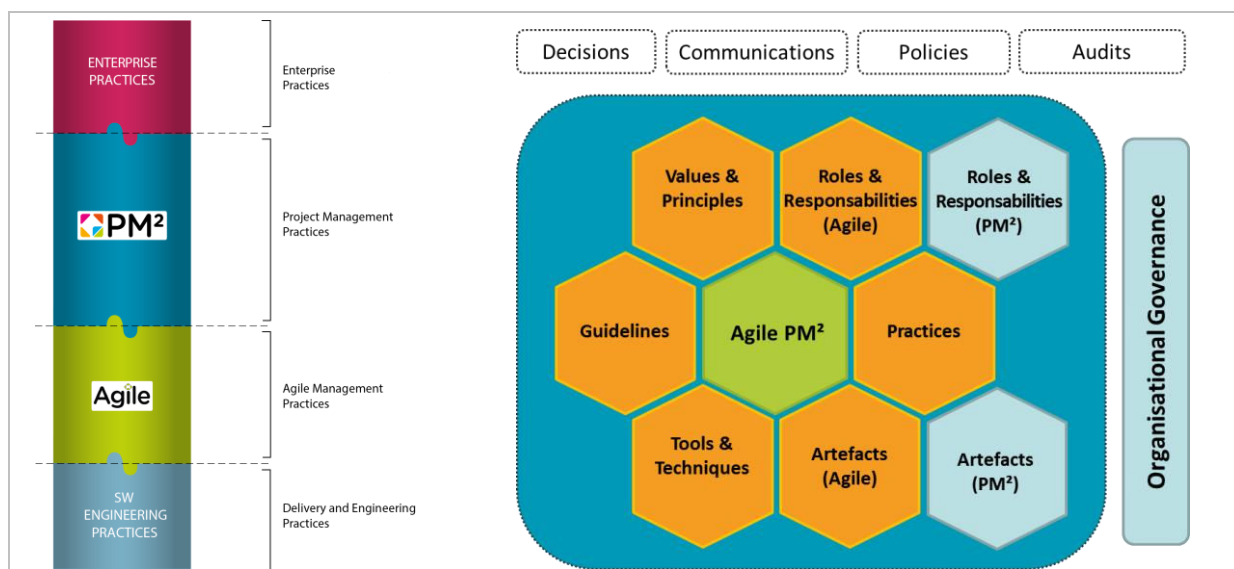 ENTERPRISE
PRACTICES
PM²
Agile
SW
ENGINEERING
PRACTICES
Enterprise
Practices
Project Management
Practices
Agile Management
Practices
Delivery and Engineering
Practices
Decisions
Communications
Policies
Audits
Values &
Principles
Roles &
Responsabilities
(Agile)
Roles &
Responsabilities
(PM²)
Guidelines
Agile PM²
Practices
Tools &
Techniques
Artefacts
(Agile)
Artefacts
(PM²)
Organisational Governance